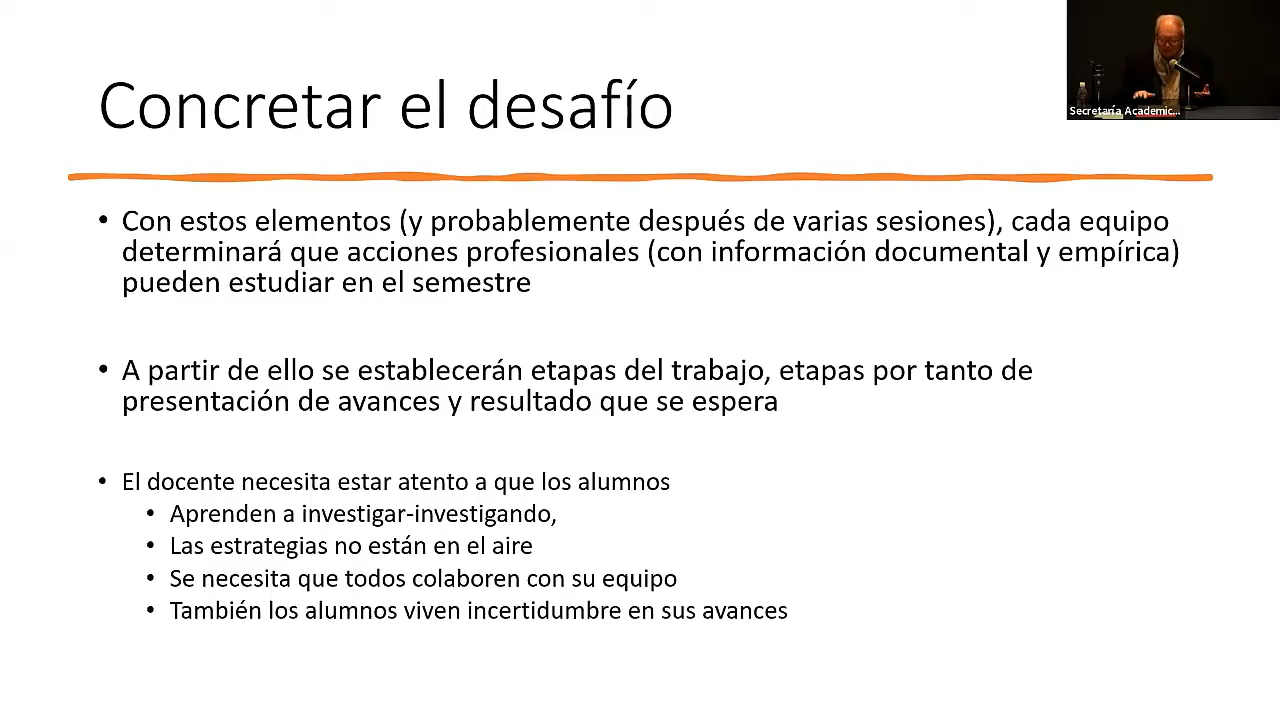 Concretar el desafío
Secretaría Academic...
• Con estos elementos (y probablemente después de varias sesiones), cada equipo
determinará que acciones profesionales (con información documental y empírica)
pueden estudiar en el semestre
• A partir de ello se establecerán etapas del trabajo, etapas por tanto de
presentación de avances y resultado que se espera
• El docente necesita estar atento a que los alumnos
• Aprenden a investigar-investigando,
• Las estrategias no están en el aire
• Se necesita que todos colaboren con su equipo
• También los alumnos viven incertidumbre en sus avances